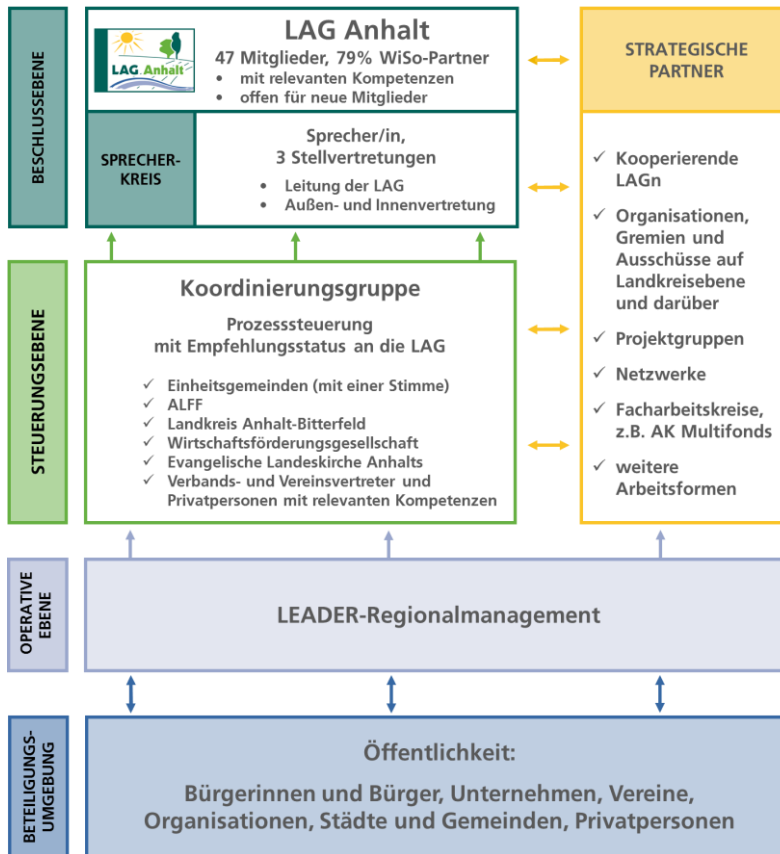 BESCHLUSSEBENE
LAG Anhalt
LAG Anhalt
47 Mitglieder, 79% WiSo-Partner
• mit relevanten Kompetenzen
• offen für neue Mitglieder
SPRECHER-
KREIS
Sprecher/in,
3 Stellvertretungen
• Leitung der LAG
• Außen- und Innenvertretung
STRATEGISCHE
PARTNER
✓ Kooperierende
LAGn
✓ Organisationen,
Gremien und
Ausschüsse auf
Landkreisebene
und darüber
✓ Projektgruppen
✓ Netzwerke
✓ Facharbeitskreise,
z.B. AK Multifonds
✓ weitere
Arbeitsformen
STEUERUNGSEBENE
Koordinierungsgruppe
Prozesssteuerung
mit Empfehlungsstatus an die LAG
✓ Einheitsgemeinden (mit einer Stimme)
✓ ALFF
✓ Landkreis Anhalt-Bitterfeld
✓ Wirtschaftsförderungsgesellschaft
✓ Evangelische Landeskirche Anhalts
✓ Verbands- und Vereinsvertreter und
Privatpersonen mit relevanten Kompetenzen
OPERATIVE
EBENE
LEADER-Regionalmanagement
BETEILIGUNGS-
UMGEBUNG
Öffentlichkeit:
Bürgerinnen und Bürger, Unternehmen, Vereine,
Organisationen, Städte und Gemeinden, Privatpersonen